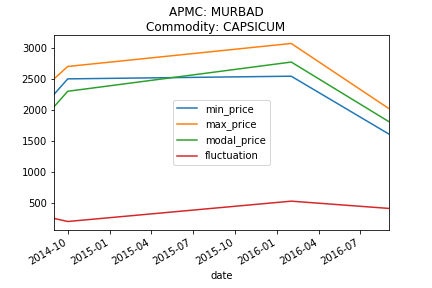 APMC: MURBAD
Commodity: CAPSICUM
3000
2500
2000
1500
1000
500
min_price
max_price
modal_price
fluctuation
2014-10
2015-01
2015-04
2015-07
2015-10
2016-01
2016-04
2016-07
date